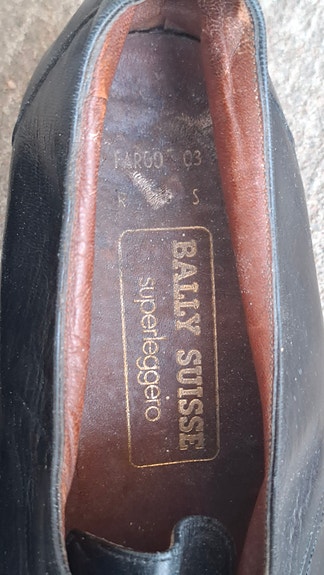 FARGO 03
R S
BALLY SUISSE
superleggero